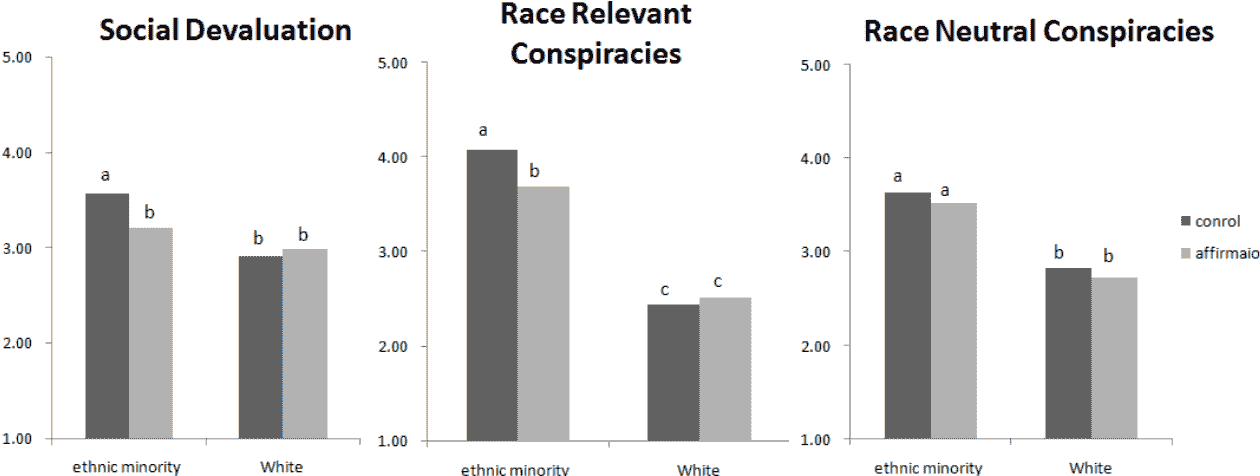 Social Devaluation
5.00
4.00
3.00
2.00
1.00
a
b
b
b
ethnic minority
White
Race Relevant
Conspiracies
5.00
4.00
3.00
2.00
1.00
a
b
c
c
ethnic minority
White
Race Neutral Conspiracies
5.00
4.00
3.00
2.00
1.00
a
a
b
b
ethnic minority
White
conrol
affirmaio